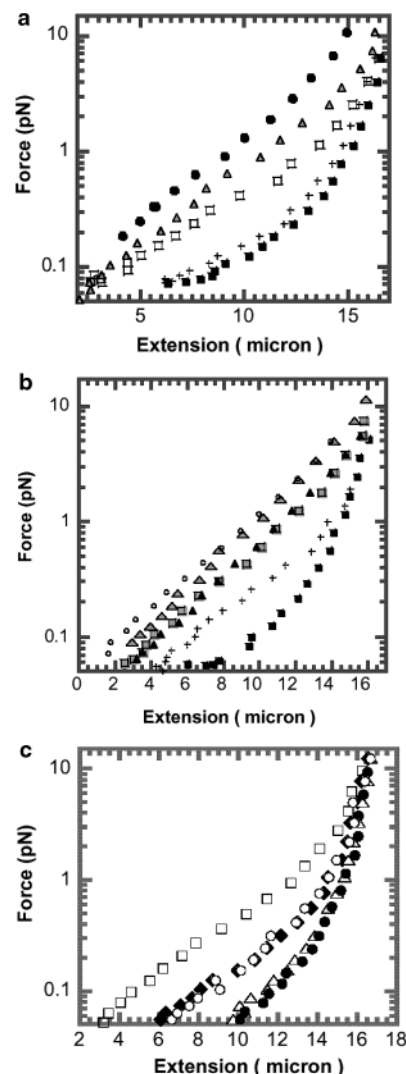 a
10
1
0.1
Force (pN)
5 10 15
Extension ( micron )
b
10
1
0.1
Force (pN)
0 2 4 6 8 10 12 14 16
Extension ( micron )
c
10
1
0.1
Force (pN)
2 4 6 8 10 12 14 16 18
Extension ( micron )